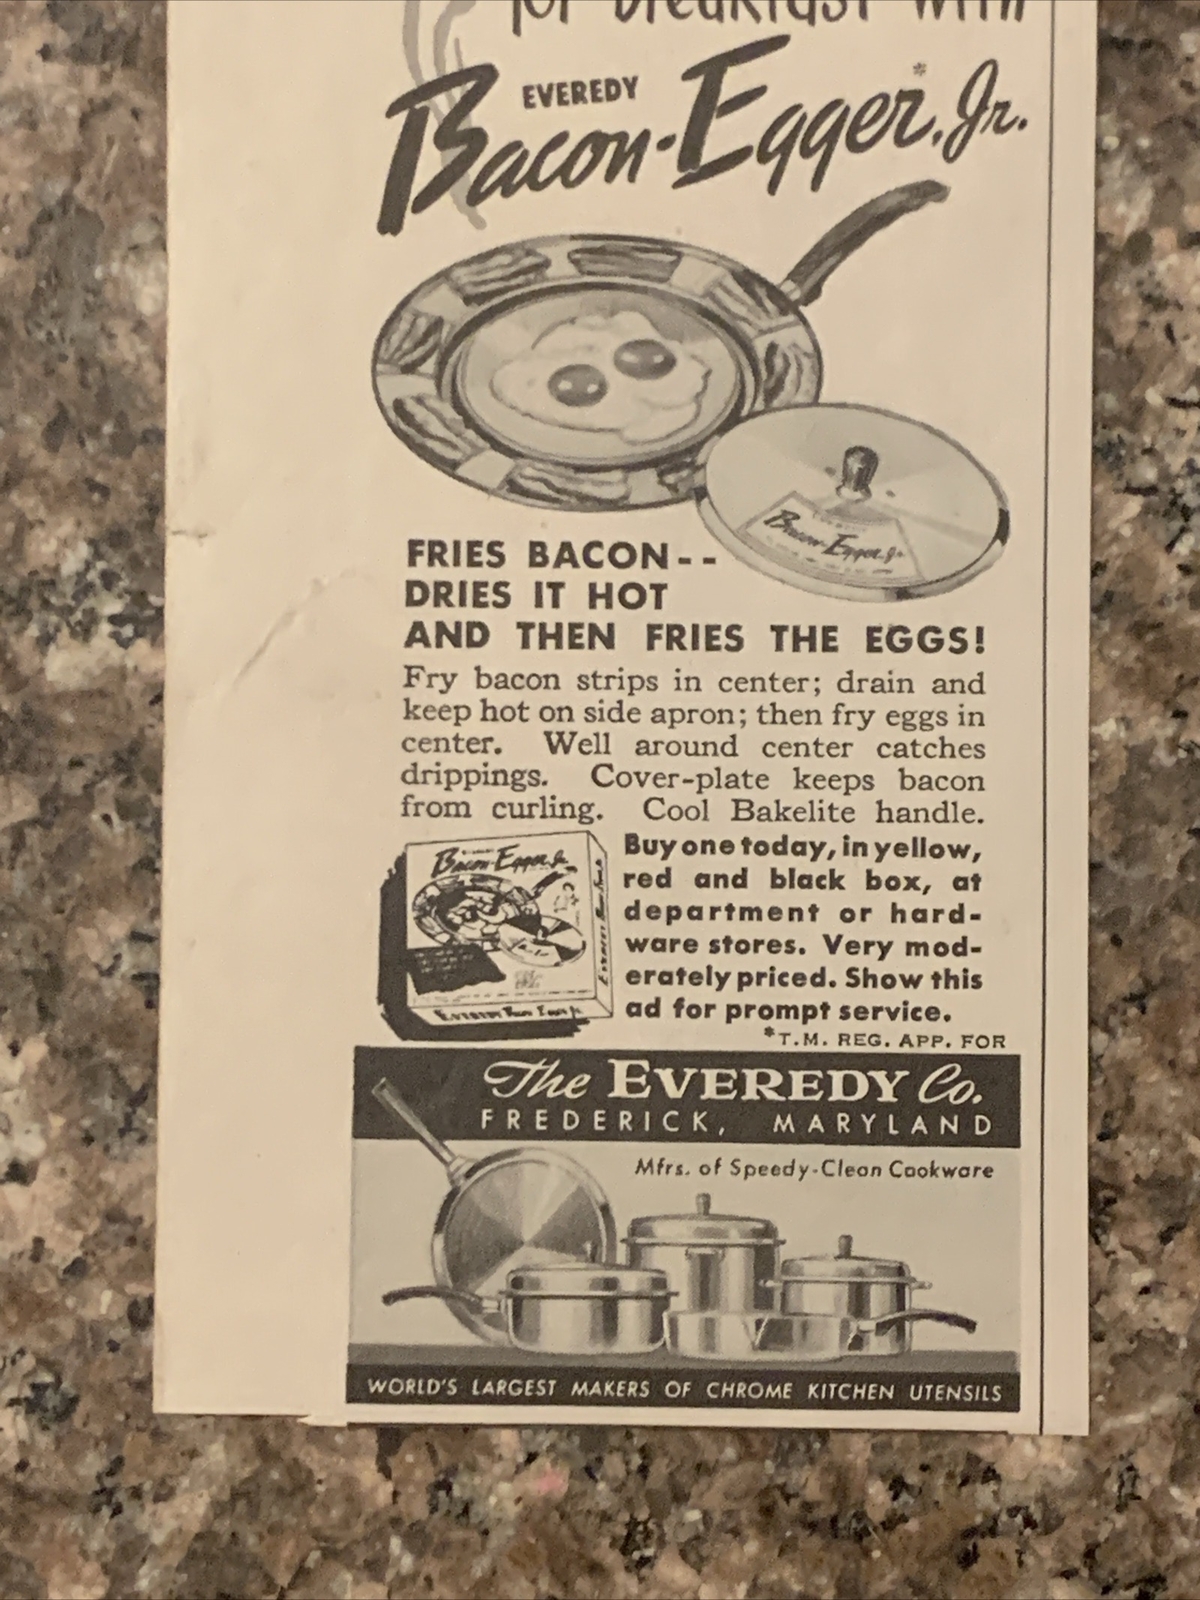 for breakfast with
EVEREDY
Bacon-Egger*, Jr.
Bacon-Egger Jr.
FRIES BACON--
DRIES IT HOT
AND THEN FRIES THE EGGS!
Fry bacon strips in center; drain and
keep hot on side apron; then fry eggs in
center. Well around center catches
drippings. Cover-plate keeps bacon
from curling. Cool Bakelite handle.
Bacon-Egger Jr.
Buy one today, in yellow,
red and black box, at
department or hard-
ware stores. Very mod-
erately priced. Show this
ad for prompt service.
*T.M. REG. APP. FOR
The EVEREDY Co.
FREDERICK, MARYLAND
Mfrs. of Speedy-Clean Cookware
WORLD'S LARGEST MAKERS OF CHROME KITCHEN UTENSILS